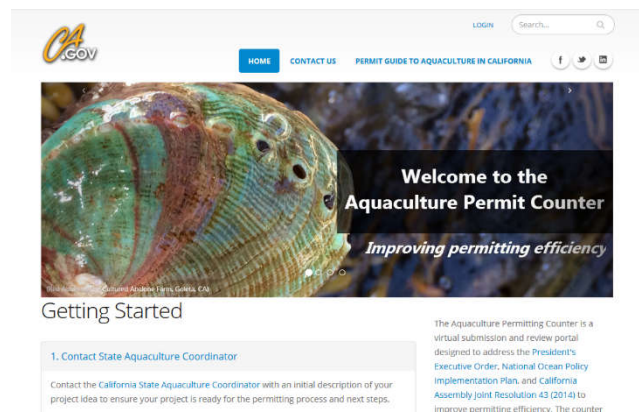 LOGIN
Search...
CA
.GOV
HOME
CONTACT US
PERMIT GUIDE TO AQUACULTURE IN CALIFORNIA
Welcome to the
Aquaculture Permit Counter
Improving permitting efficiency
Cultured Abalone Farm, Goleta, CA)
Getting Started
1. Contact State Aquaculture Coordinator
Contact the California State Aquaculture Coordinator with an initial description of your
project idea to ensure your project is ready for the permitting process and next steps.
The Aquaculture Permitting Counter is a
virtual submission and review portal
designed to address the President's
Executive Order, National Ocean Policy
Implementation Plan, and California
Assembly Joint Resolution 43 (2014) to
improve permitting efficiency. The counter